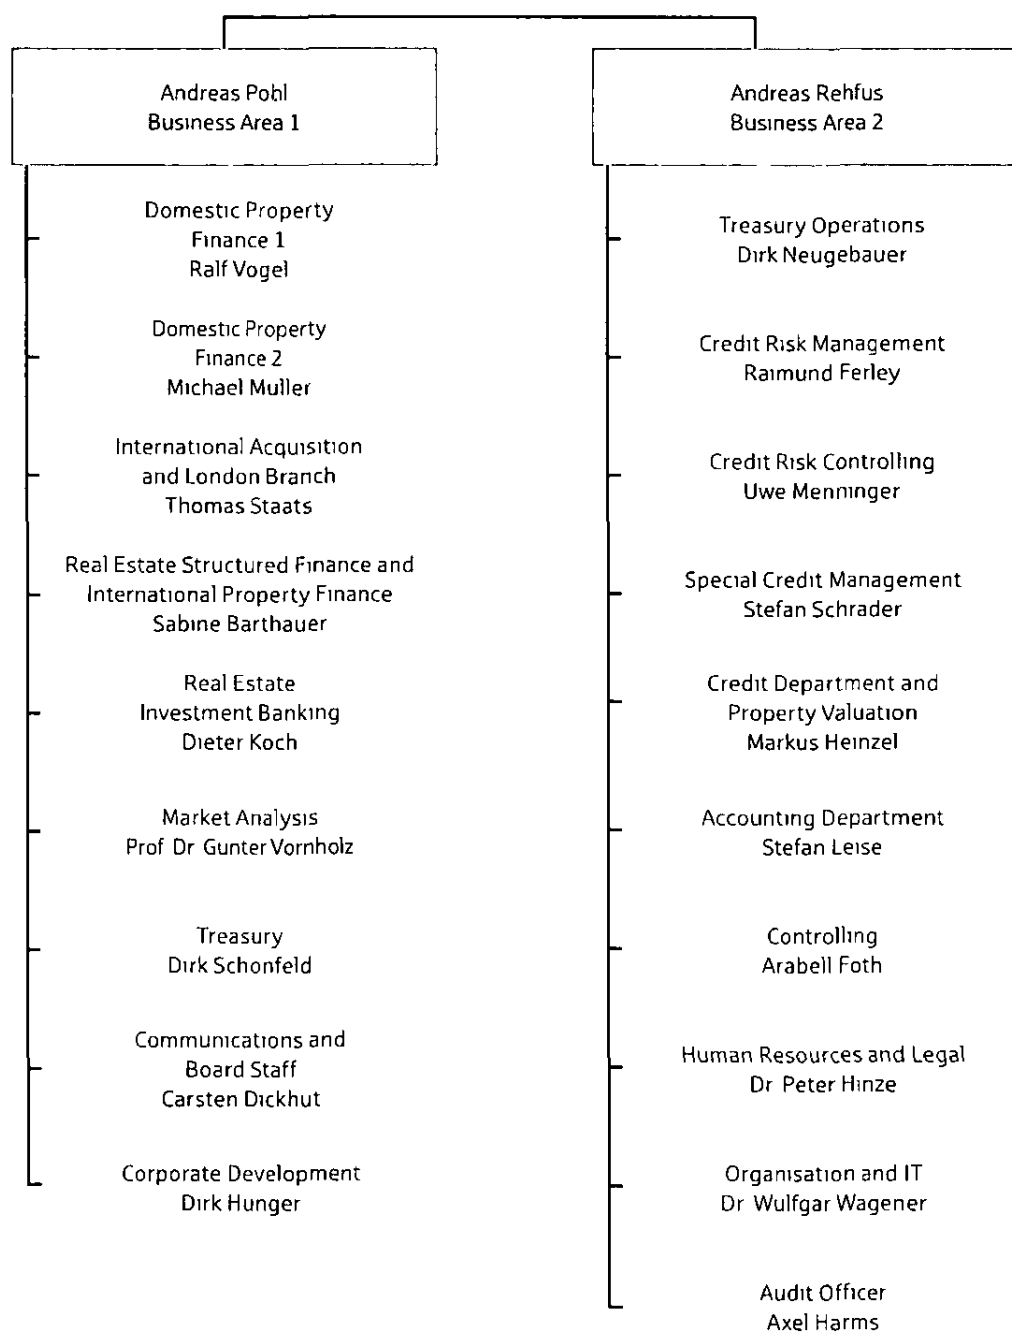 Andreas Pohl
Business Area 1
Domestic Property
Finance 1
Ralf Vogel
Domestic Property
Finance 2
Michael Muller
International Acquisition
and London Branch
Thomas Staats
Real Estate Structured Finance and
International Property Finance
Sabine Barthauer
Real Estate
Investment Banking
Dieter Koch
Market Analysis
Prof Dr Gunter Vornholz
Treasury
Dirk Schonfeld
Communications and
Board Staff
Carsten Dickhut
Corporate Development
Dirk Hunger
Andreas Rehfus
Business Area 2
Treasury Operations
Dirk Neugebauer
Credit Risk Management
Raimund Ferley
Credit Risk Controlling
Uwe Menninger
Special Credit Management
Stefan Schrader
Credit Department and
Property Valuation
Markus Heinzel
Accounting Department
Stefan Leise
Controlling
Arabell Foth
Human Resources and Legal
Dr Peter Hinze
Organisation and IT
Dr Wulfgar Wagener
Audit Officer
Axel Harms